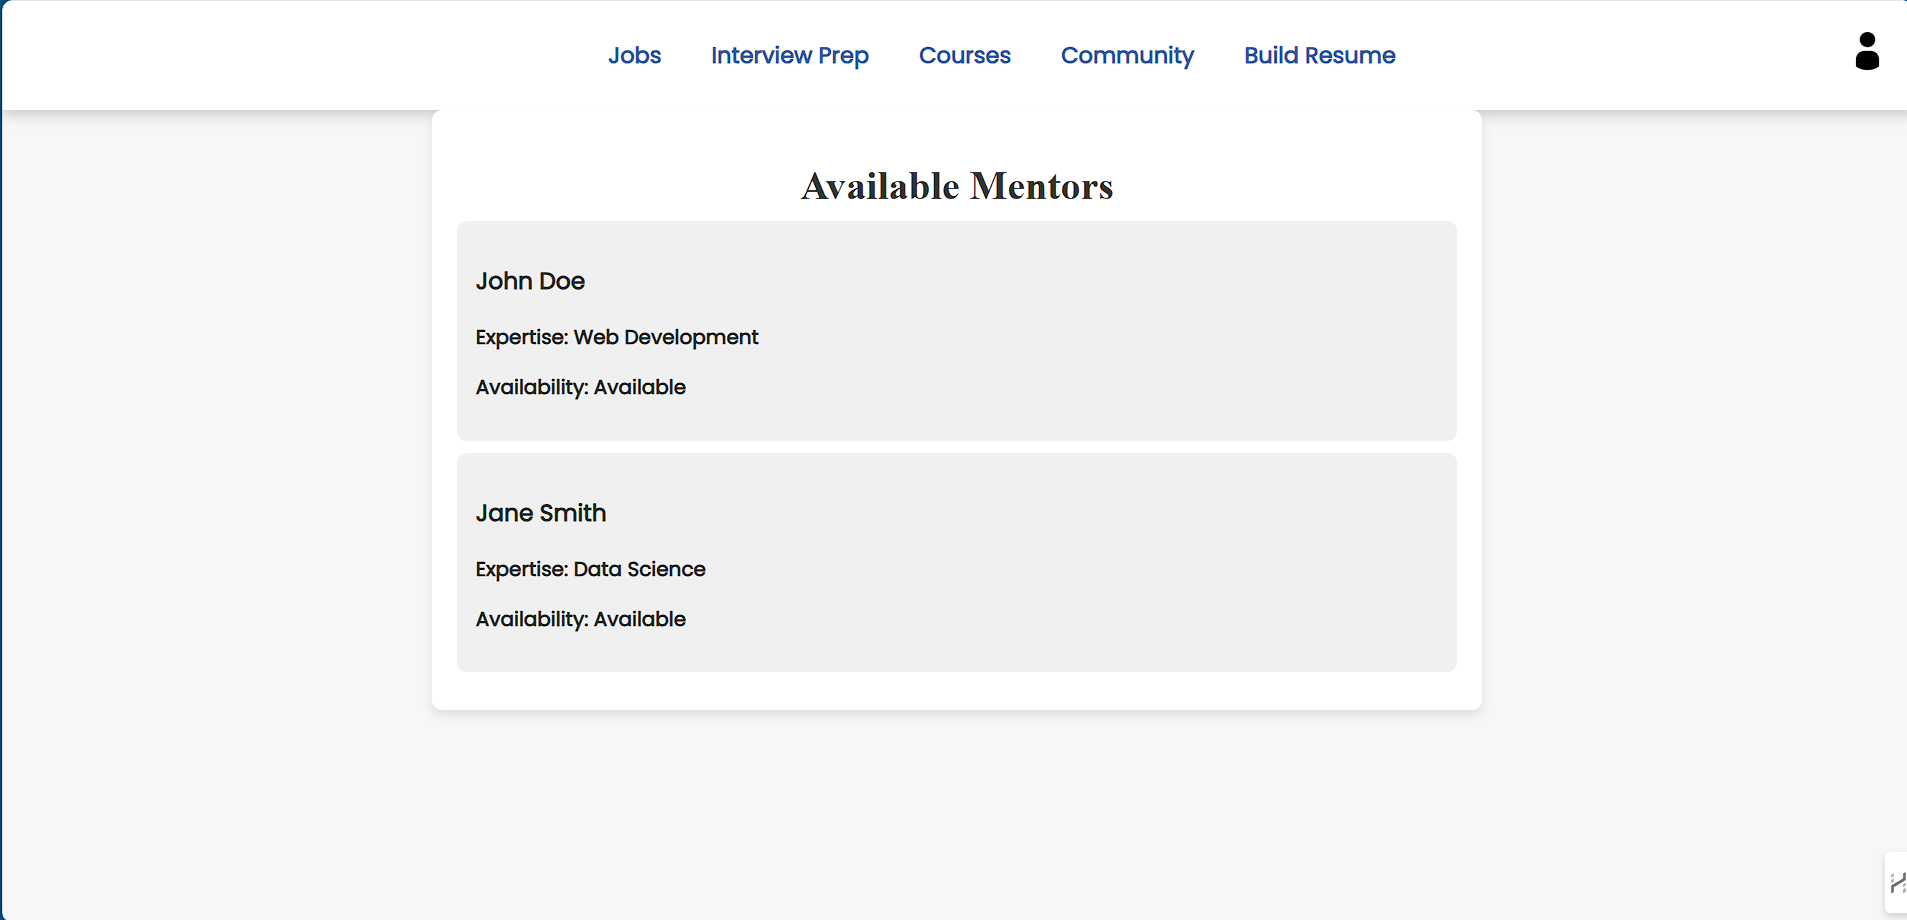 Jobs Interview Prep Courses Community Build Resume
Available Mentors
John Doe
Expertise: Web Development
Availability: Available
Jane Smith
Expertise: Data Science
Availability: Available